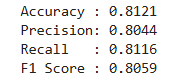 Accuracy : 0.8121
Precision: 0.8044
Recall   : 0.8116
F1 Score : 0.8059